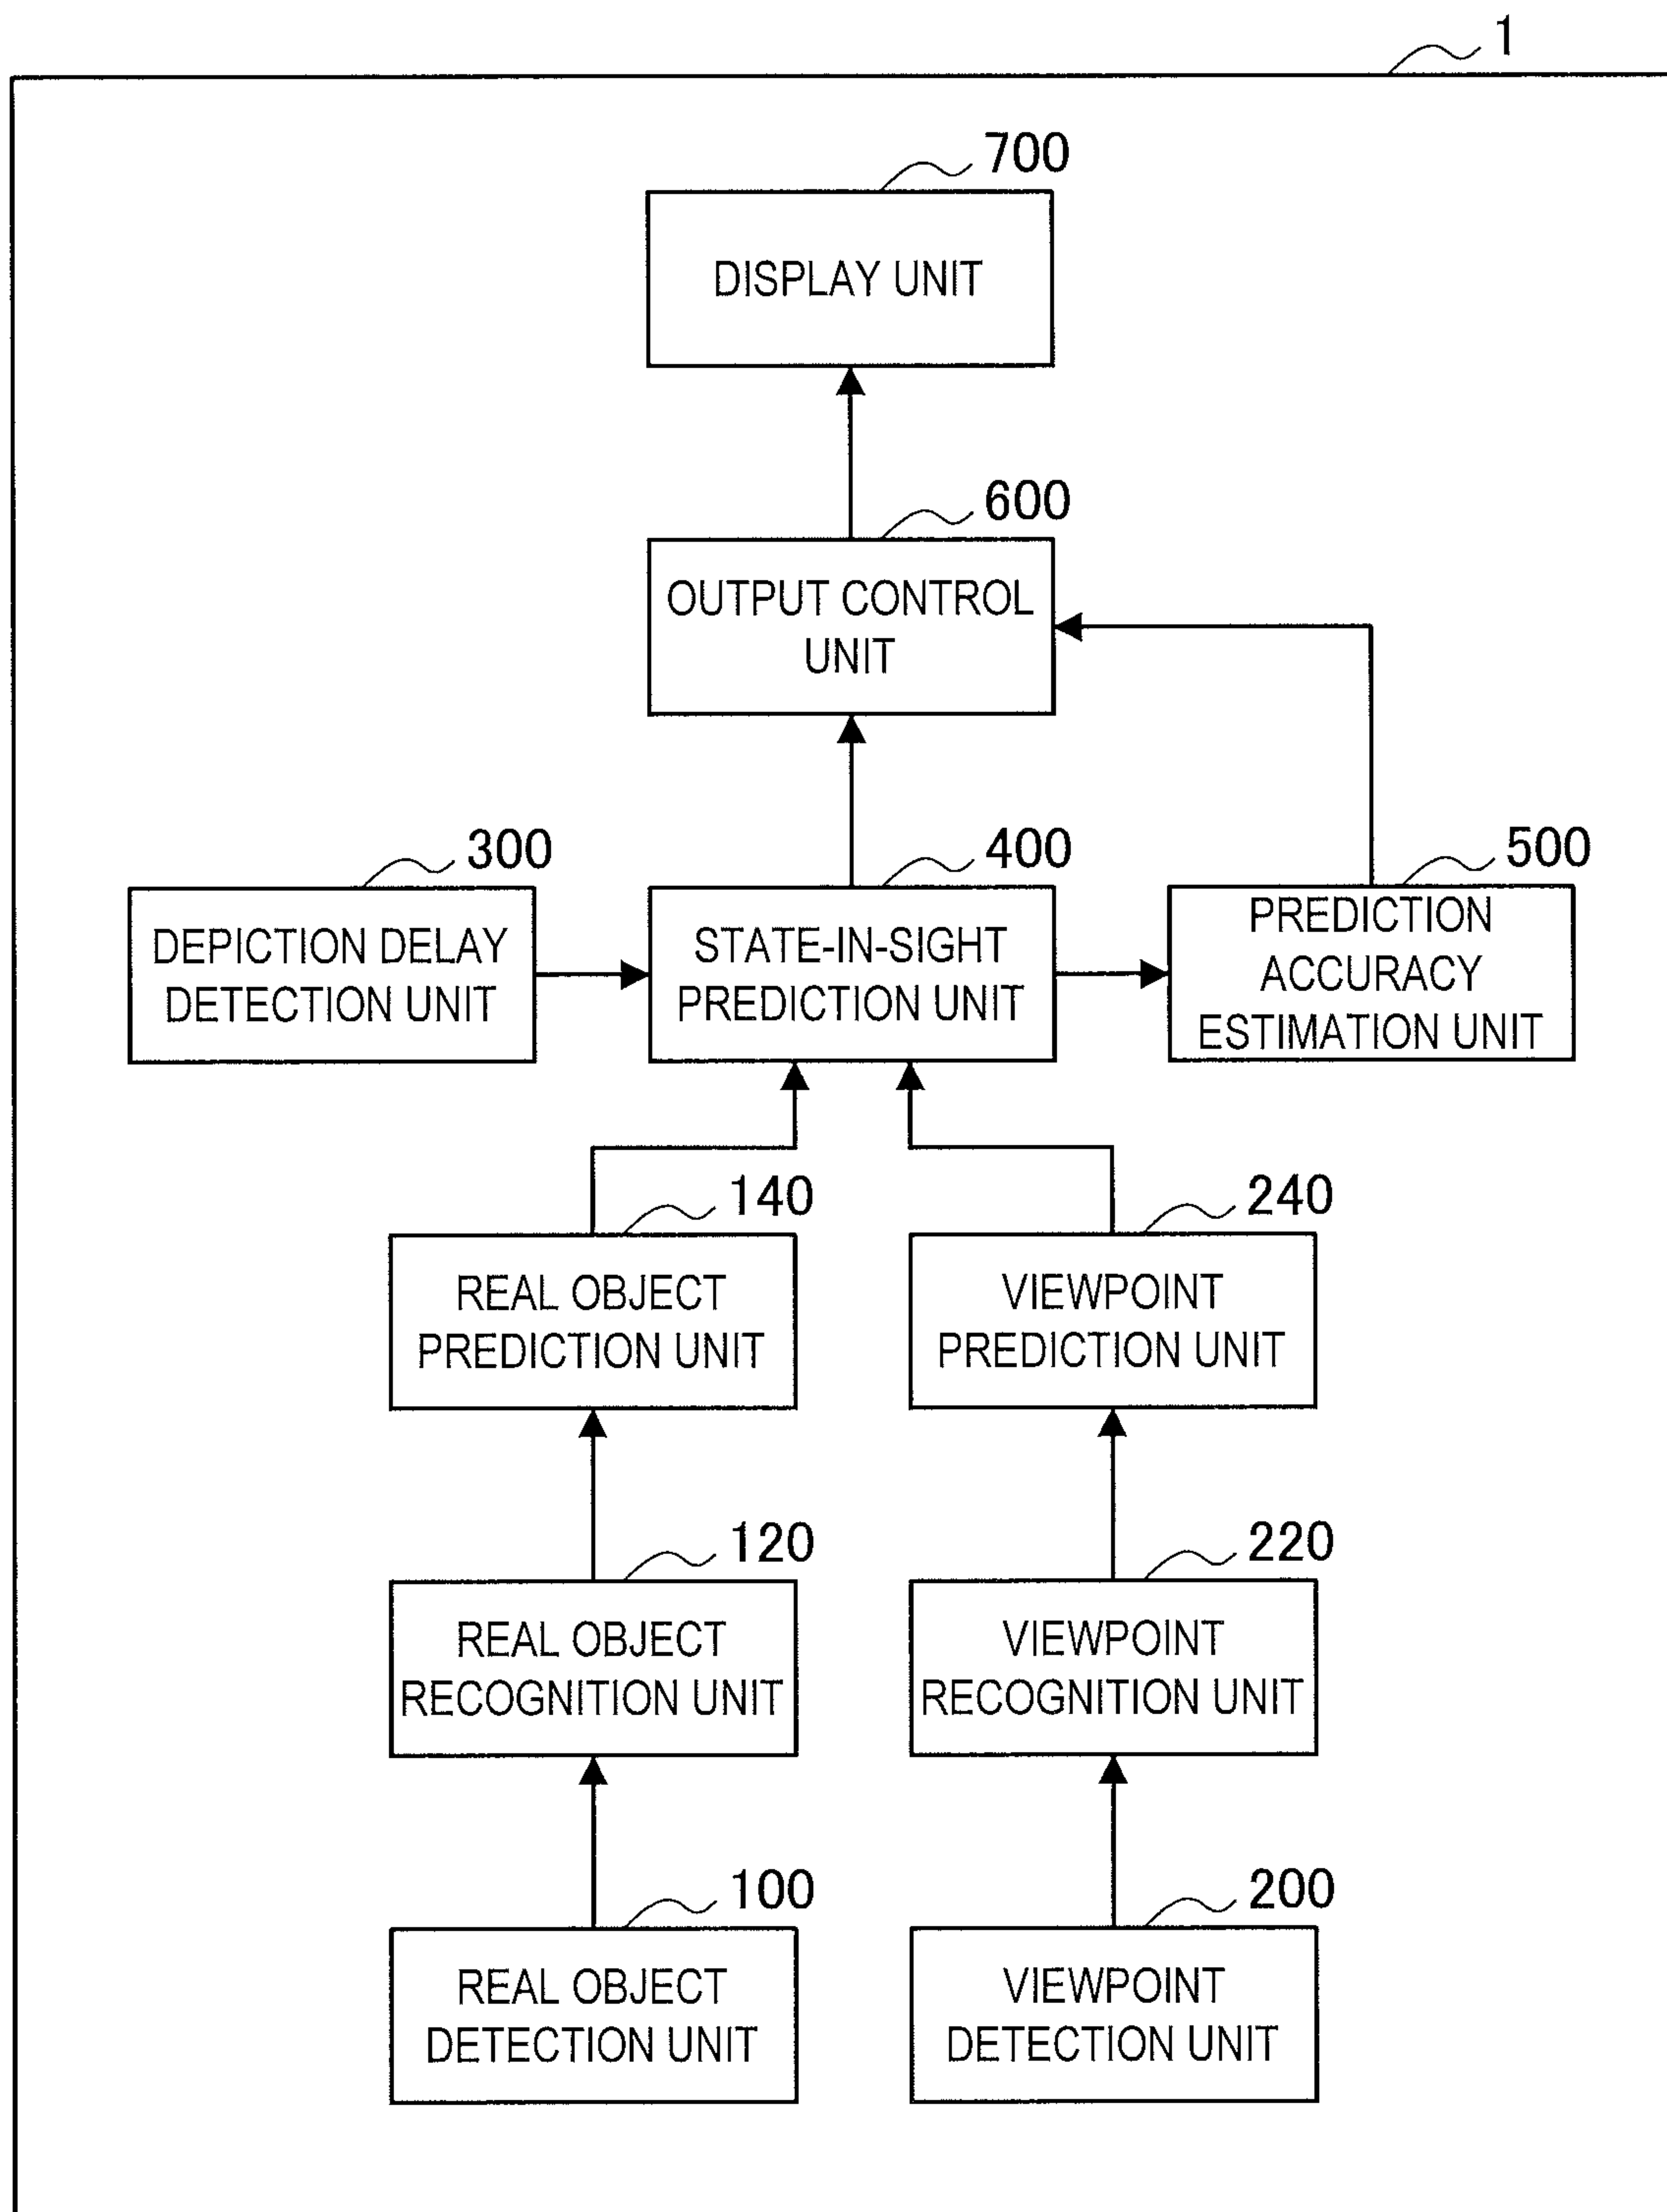 1
700
DISPLAY UNIT
600
OUTPUT CONTROL
UNIT
300
DEPICTION DELAY
DETECTION UNIT
400
STATE-IN-SIGHT
PREDICTION UNIT
500
PREDICTION
ACCURACY
ESTIMATION UNIT
140
REAL OBJECT
PREDICTION UNIT
240
VIEWPOINT
PREDICTION UNIT
120
REAL OBJECT
RECOGNITION UNIT
220
VIEWPOINT
RECOGNITION UNIT
100
REAL OBJECT
DETECTION UNIT
200
VIEWPOINT
DETECTION UNIT